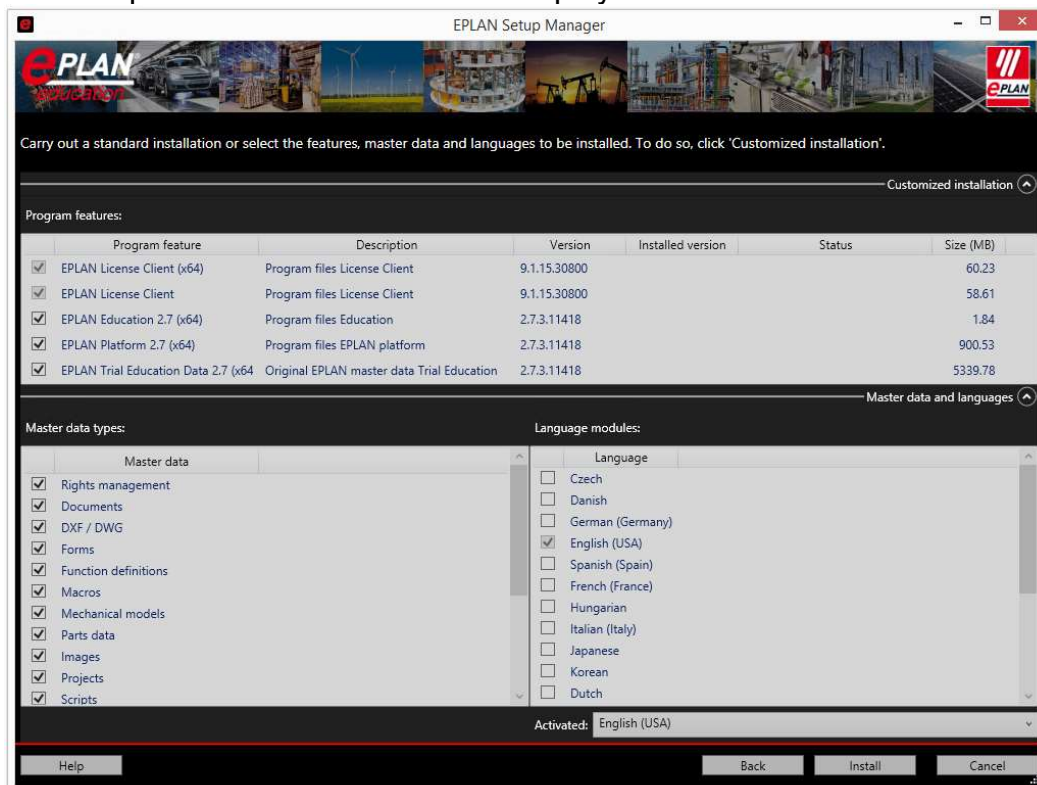 EPLAN Setup Manager
ePLAN
education
ePLAN
Carry out a standard installation or select the features, master data and languages to be installed. To do so, click 'Customized installation'.
Customized installation
Program features:
Program feature Description Version Installed version Status Size (MB)
EPLAN License Client (x64) Program files License Client 9.1.15.30800 60.23
EPLAN License Client Program files License Client 9.1.15.30800 58.61
EPLAN Education 2.7 (x64) Program files Education 2.7.3.11418 1.84
EPLAN Platform 2.7 (x64) Program files EPLAN platform 2.7.3.11418 900.53
EPLAN Trial Education Data 2.7 (x64 Original EPLAN master data Trial Education 2.7.3.11418 5339.78
Master data and languages
Master data types: Language modules:
Master data
Rights management
Documents
DXF / DWG
Forms
Function definitions
Macros
Mechanical models
Parts data
Images
Projects
Scripts
Language
Czech
Danish
German (Germany)
English (USA)
Spanish (Spain)
French (France)
Hungarian
Italian (Italy)
Japanese
Korean
Dutch
Activated: English (USA)
Help Back Install Cancel